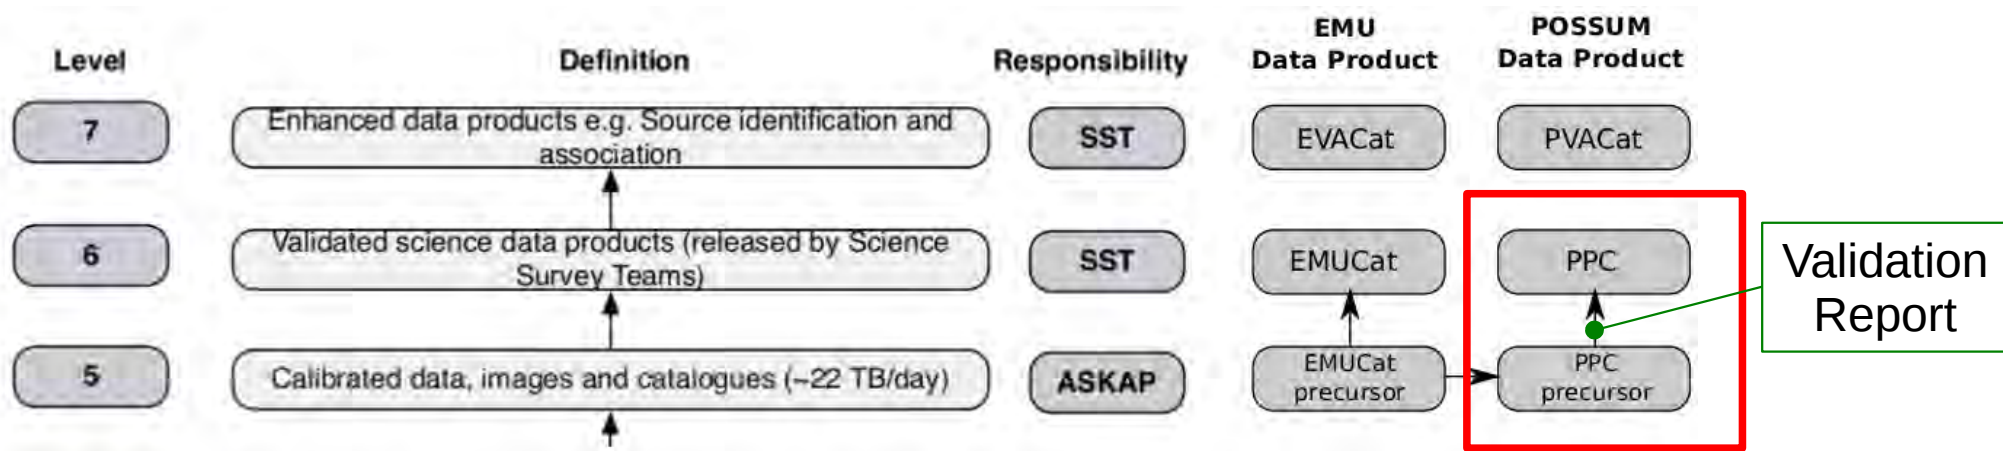 Level
Definition
Responsibility
EMU
Data Product
POSSUM
Data Product
7
Enhanced data products e.g. Source identification and
association
SST
EVACat
PVACat
6
Validated science data products (released by Science
Survey Teams)
SST
EMUCat
PPC
Validation
Report
5
Calibrated data, images and catalogues (~22 TB/day)
ASKAP
EMUCat
precursor
PPC
precursor